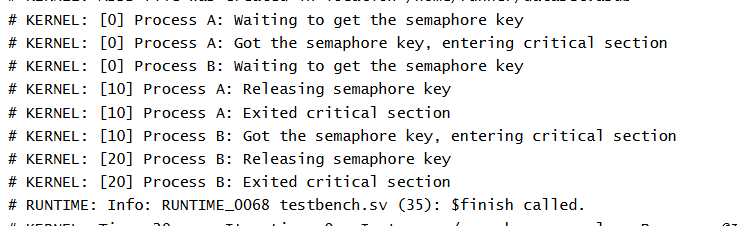 # KERNEL: [0] Process A: Waiting to get the semaphore key
# KERNEL: [0] Process A: Got the semaphore key, entering critical section
# KERNEL: [0] Process B: Waiting to get the semaphore key
# KERNEL: [10] Process A: Releasing semaphore key
# KERNEL: [10] Process A: Exited critical section
# KERNEL: [10] Process B: Got the semaphore key, entering critical section
# KERNEL: [20] Process B: Releasing semaphore key
# KERNEL: [20] Process B: Exited critical section
# RUNTIME: Info: RUNTIME_0068 testbench.sv (35): $finish called.